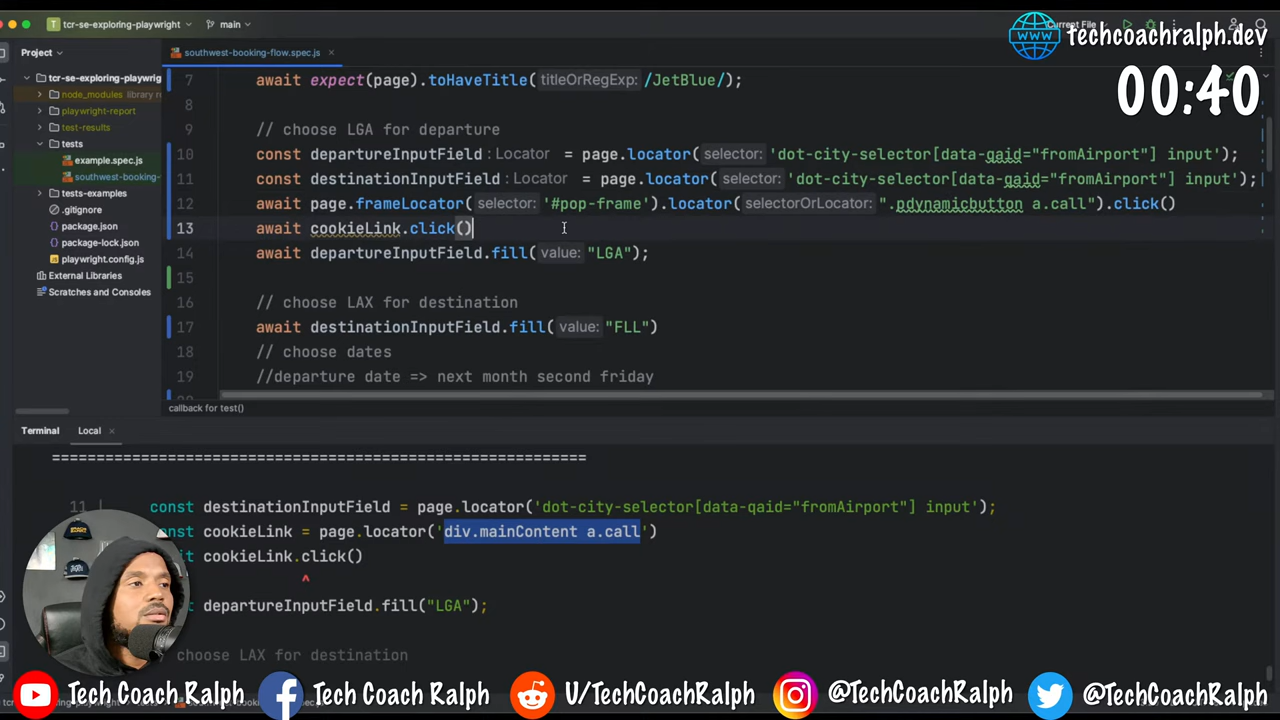 tcr-se-exploring-playwright
main
Current File
techcoachralph.dev
00:40
Project
southwest-booking-flow.spec.js
tcr-se-exploring-playwright
node_modules library
playwright-report
test-results
tests
example.spec.js
southwest-booking-
tests-examples
.gitignore
package.json
package-lock.json
playwright.config.js
External Libraries
Scratches and Consoles
7 await expect(page).toHaveTitle( titleOrRegExp: /JetBlue/);
8
9 // choose LGA for departure
10 const departureInputField : Locator = page.locator( selector: 'dot-city-selector[data-qaid="fromAirport"] input');
11 const destinationInputField : Locator = page.locator( selector: 'dot-city-selector[data-qaid="fromAirport"] input');
12 await page.frameLocator( selector: '#pop-frame').locator( selectorOrLocator: ".pdynamicbutton a.call").click()
13 await cookieLink.click()
14 await departureInputField.fill( value: "LGA");
15
16 // choose LAX for destination
17 await destinationInputField.fill( value: "FLL")
18 // choose dates
19 //departure date => next month second friday
callback for test()
Terminal Local
============================================================
11 | const destinationInputField = page.locator('dot-city-selector[data-qaid="fromAirport"] input');
const cookieLink = page.locator('div.mainContent a.call')
cookieLink.click()
^
departureInputField.fill("LGA");
choose LAX for destination
Tech Coach Ralph
Tech Coach Ralph
U/TechCoachRalph
@TechCoachRalph
@TechCoachRalph